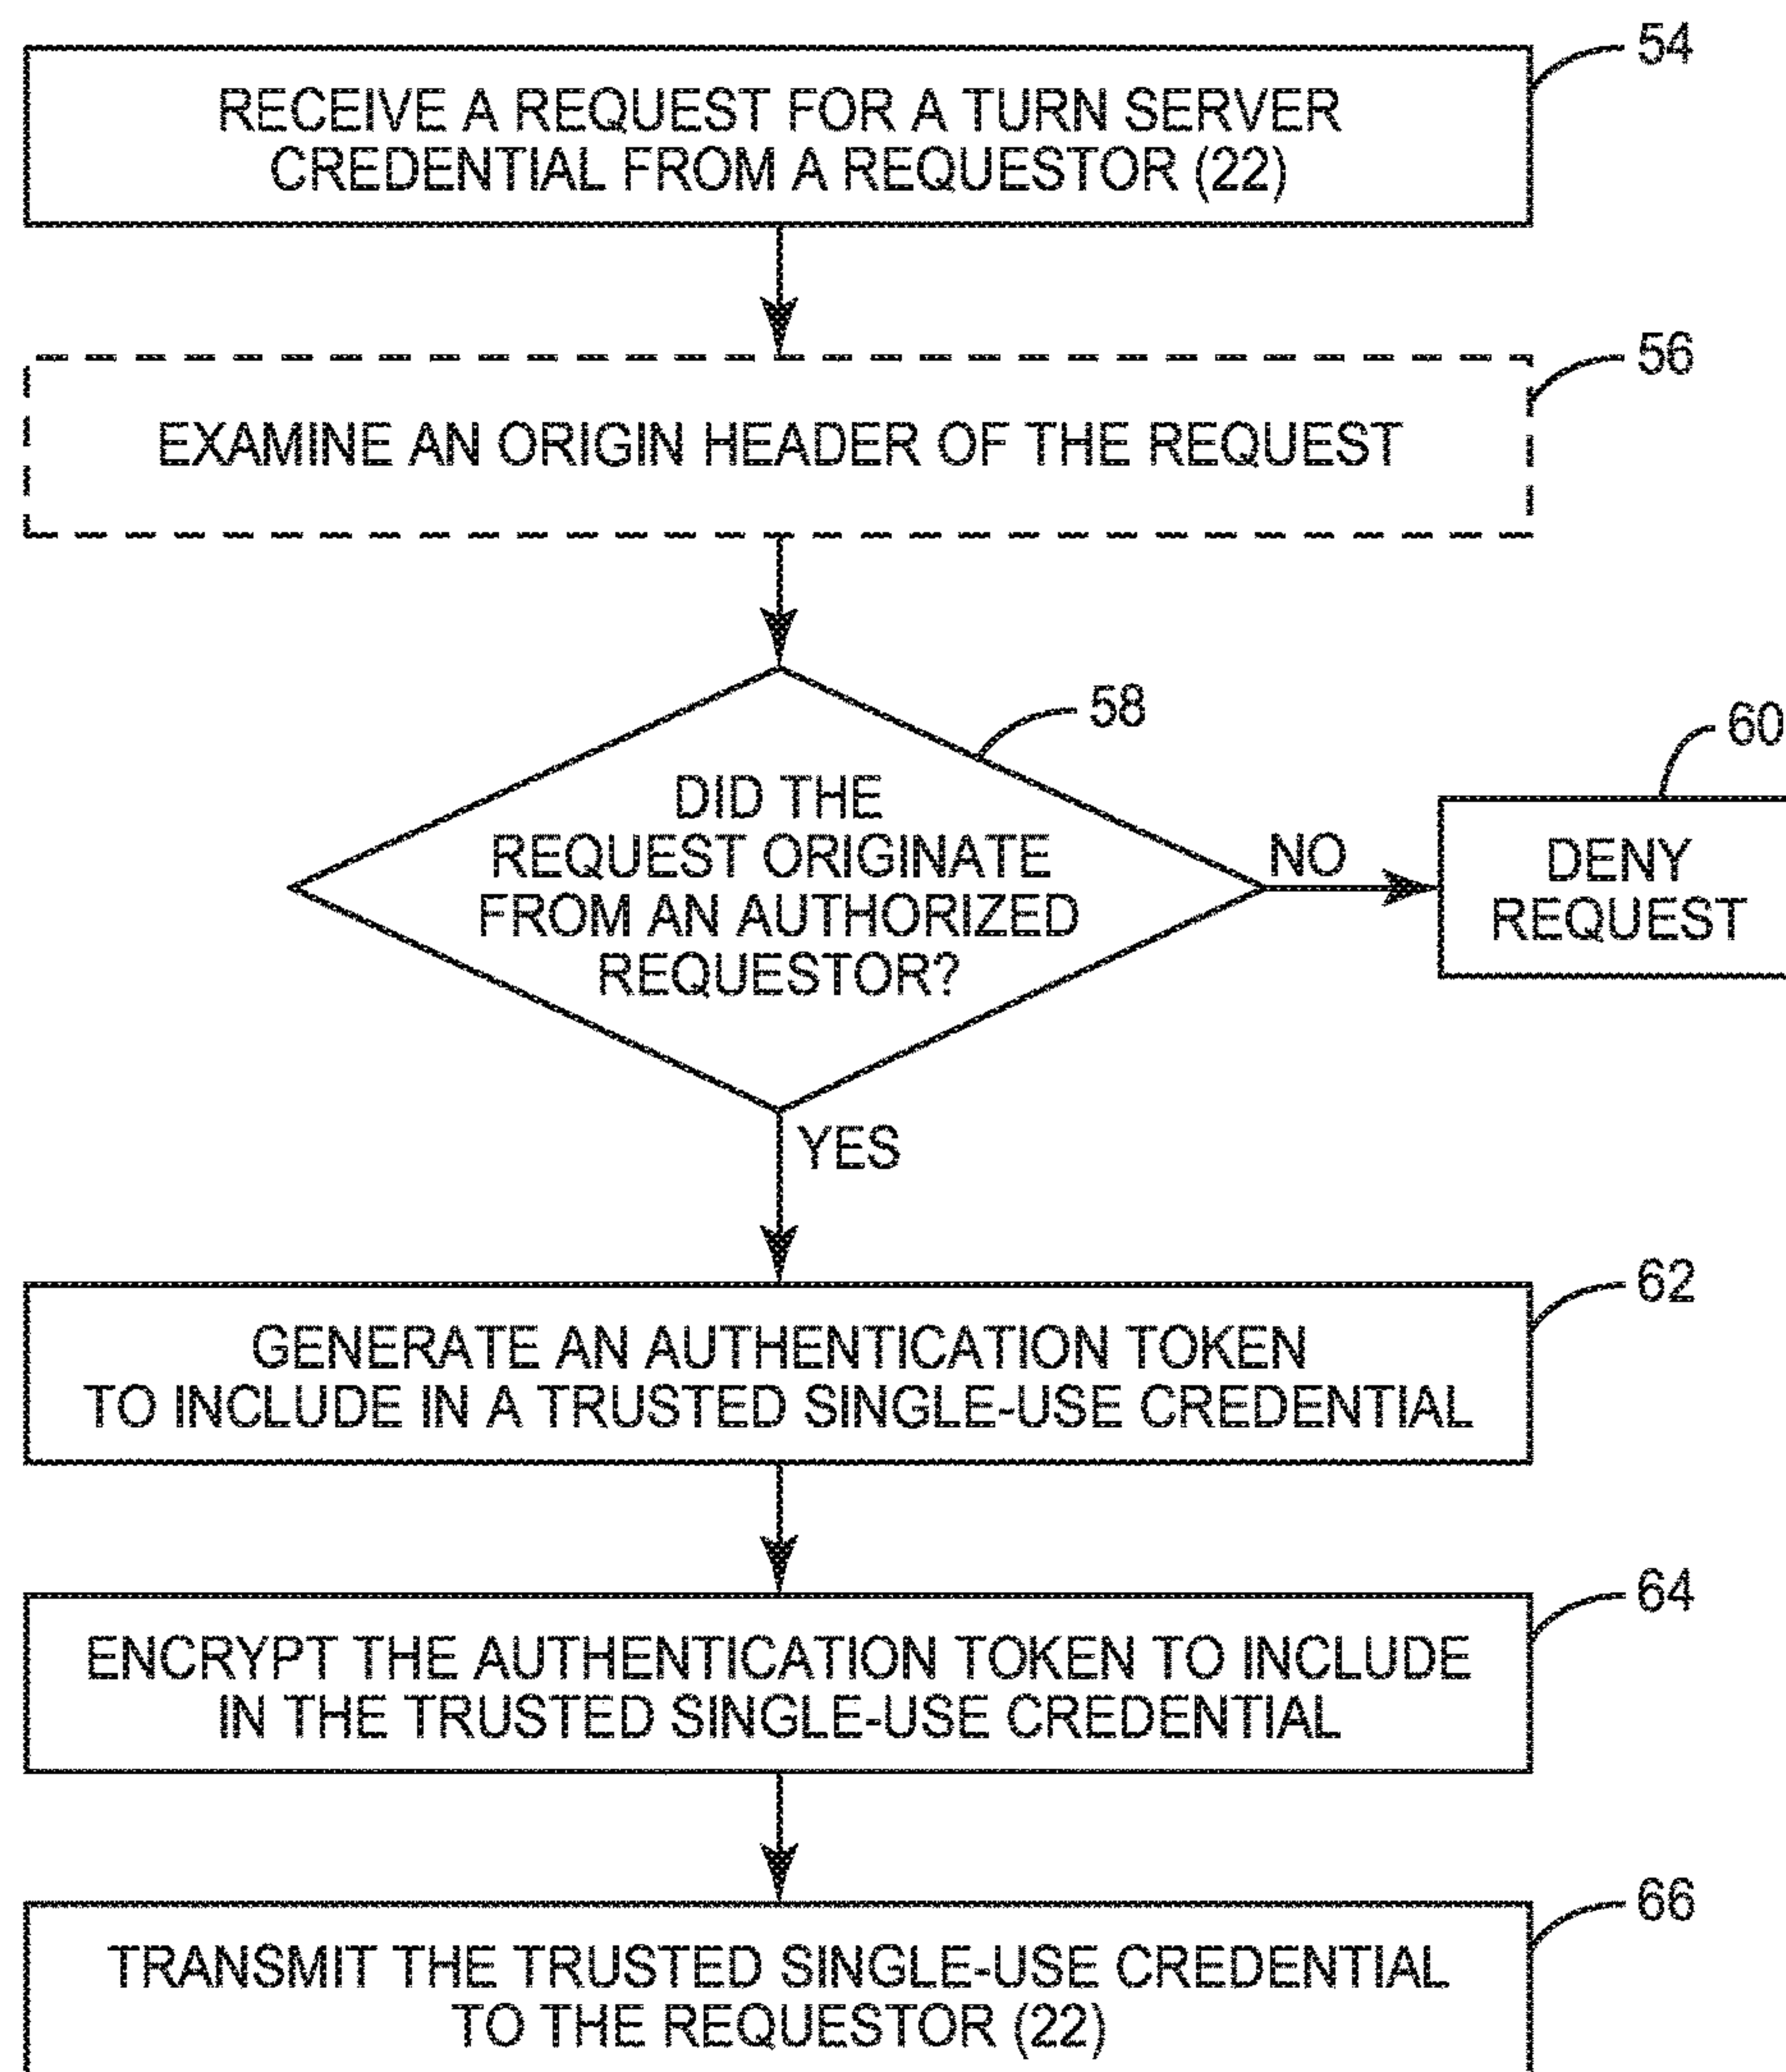 54
RECEIVE A REQUEST FOR A TURN SERVER
CREDENTIAL FROM A REQUESTOR (22)
56
EXAMINE AN ORIGIN HEADER OF THE REQUEST
58
60
DID THE
REQUEST ORIGINATE
FROM AN AUTHORIZED
REQUESTOR?
NO
DENY
REQUEST
YES
62
GENERATE AN AUTHENTICATION TOKEN
TO INCLUDE IN A TRUSTED SINGLE-USE CREDENTIAL
64
ENCRYPT THE AUTHENTICATION TOKEN TO INCLUDE
IN THE TRUSTED SINGLE-USE CREDENTIAL
66
TRANSMIT THE TRUSTED SINGLE-USE CREDENTIAL
TO THE REQUESTOR (22)